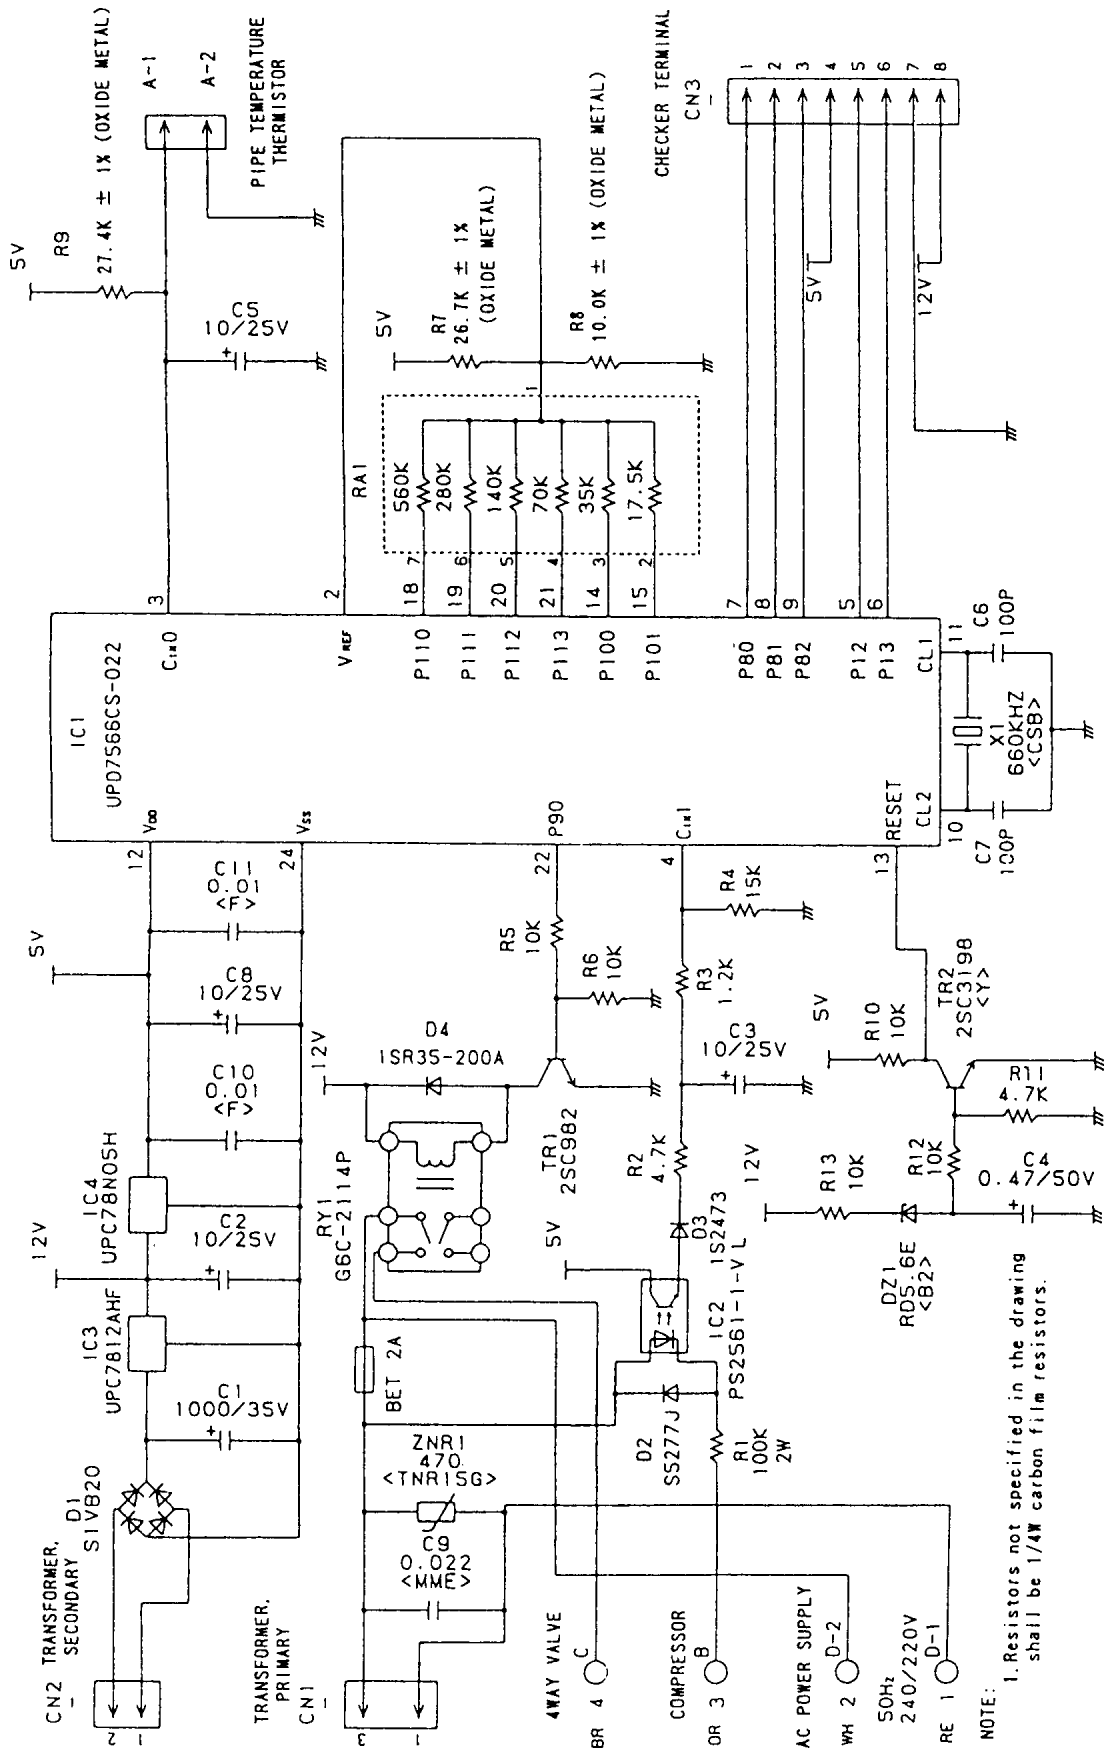 CN2 TRANSFORMER,
SECONDARY
2
1
D1
S1VB20
C1
1000/35V
+
IC3
UPC7812AHF
12V
C2
10/25V
+
IC4
UPC78N05H
C10
0.01
<F>
C8
10/25V
+
5V
C11
0.01
<F>
12
VDD
24
VSS
IC1
UPD7566CS-022
CIN0
3
VREF
2
P110
18
P111
19
P112
20
P113
21
P100
14
P101
15
P80
7
P81
8
P82
9
P12
5
P13
6
CL1
11
CL2
10
RESET
13
CIN1
4
P90
22
5V
R9
27.4K ± 1% (OXIDE METAL)
A-1
A-2
PIPE TEMPERATURE
THERMISTOR
C5
10/25V
+
RA1
560K
280K
140K
70K
35K
17.5K
7
6
5
4
3
2
1
5V
R7
26.7K ± 1%
(OXIDE METAL)
R8
10.0K ± 1% (OXIDE METAL)
CHECKER TERMINAL
CN3
1
2
3
4
5
6
7
8
5V
12V
C6
100P
X1
660KHZ
<CSB>
C7
100P
TRANSFORMER,
PRIMARY
CN1
3
1
ZNR1
470
<TNR15G>
C9
0.022
<MME>
BET 2A
RY1
G6C-2114P
12V
D4
1SR35-200A
TR1
2SC982
R5
10K
R6
10K
5V
IC2
PS2561-1-VL
D2
S5277J
R1
100K
2W
D3
1S2473
R2
4.7K
C3
10/25V
+
R3
1.2K
R4
15K
12V
R13
10K
DZ1
RD5.6E
<B2>
R12
10K
C4
0.47/50V
+
R11
4.7K
5V
R10
10K
TR2
2SC3198
<Y>
4WAY VALVE
BR 4 C
COMPRESSOR
OR 3 B
AC POWER SUPPLY
WH 2 D-2
50Hz
240/220V
RE 1 D-1
NOTE:
1.Resistors not specified in the drawing
shall be 1/4W carbon film resistors.